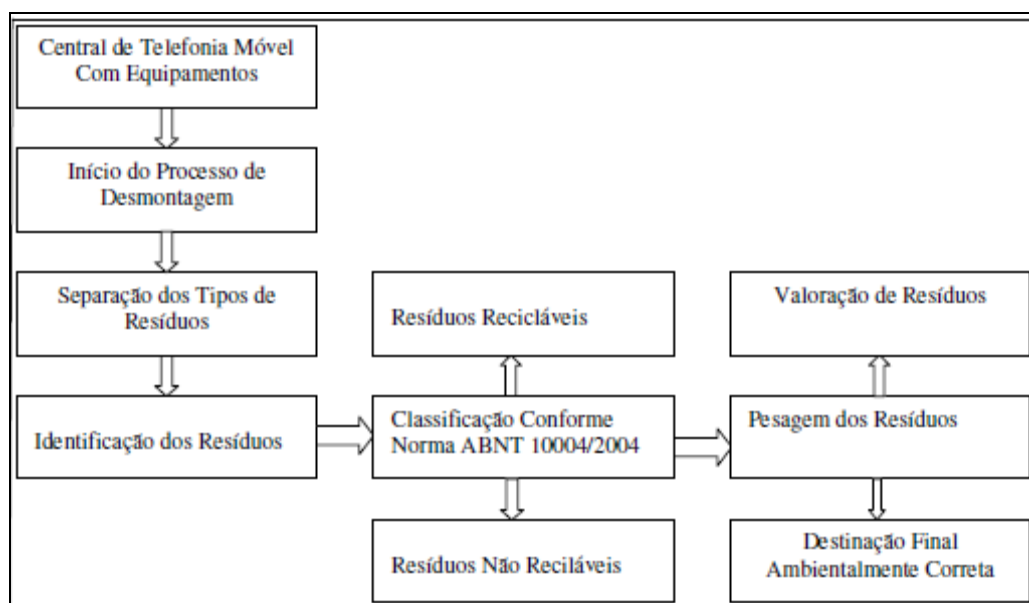 Central de Telefonia Móvel
Com Equipamentos
Início do Processo de
Desmontagem
Separação dos Tipos de
Resíduos
Identificação dos Resíduos
Resíduos Recicláveis
Classificação Conforme
Norma ABNT 10004/2004
Resíduos Não Reciláveis
Valoração de Resíduos
Pesagem dos Resíduos
Destinação Final
Ambientalmente Correta